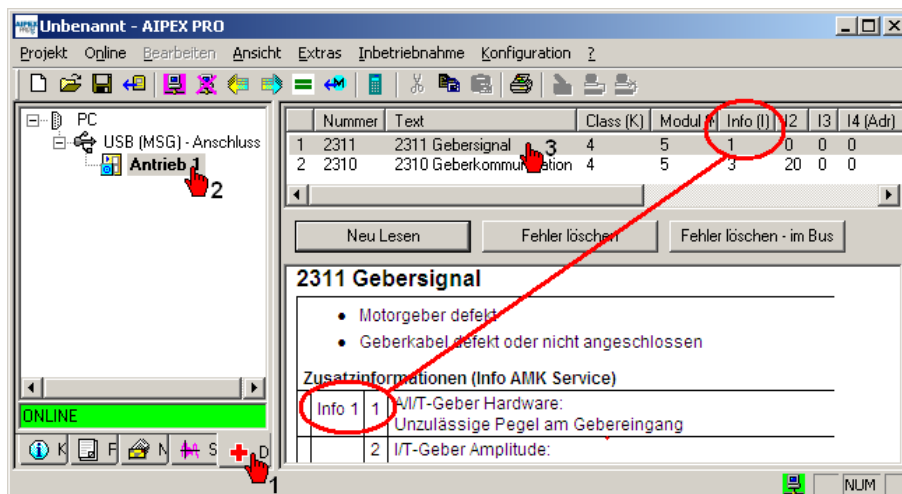 Unbenannt - AIPEX PRO
Projekt Online Bearbeiten Ansicht Extras Inbetriebnahme Konfiguration ?
PC
USB (MSG) - Anschluss
Antrieb 1
2
Nummer Text Class (K) Modul Info (I) I2 I3 I4 (Adr)
1 2311 2311 Gebersignal 4 5 1 0 0 0
3
2 2310 2310 Geberkommunikation 4 5 3 20 0 0
Neu Lesen Fehler löschen Fehler löschen - im Bus
2311 Gebersignal
• Motorgeber defekt
• Geberkabel defekt oder nicht angeschlossen
Zusatzinformationen (Info AMK Service)
Info 1 1 A/I/T-Geber Hardware:
Unzulässige Pegel am Gebereingang
2 I/T-Geber Amplitude:
ONLINE
K F N S D
1
NUM